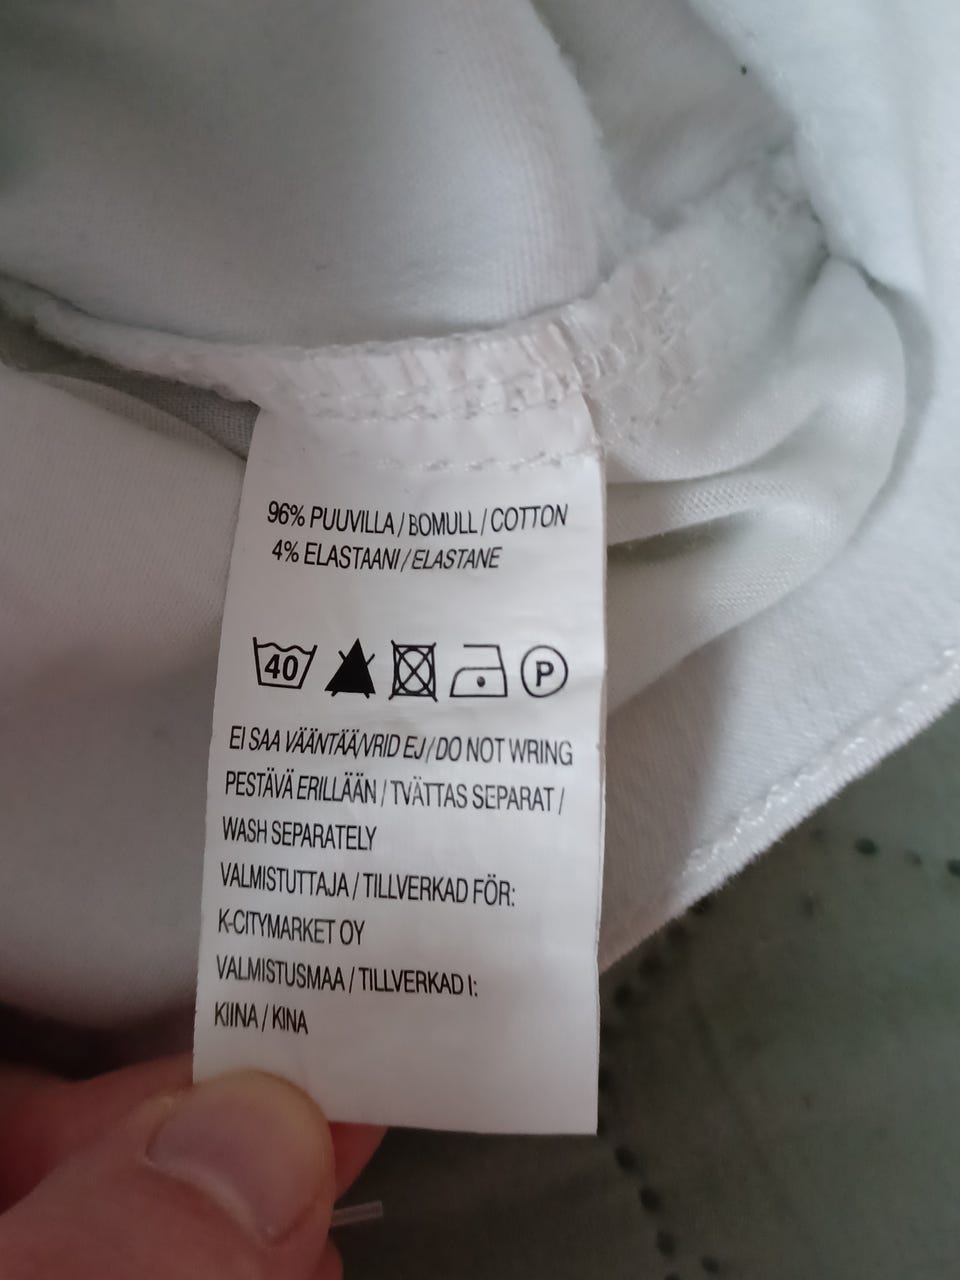 96% PUUVILLA / BOMULL / COTTON
4% ELASTAANI / ELASTANE
40 P
EI SAA VÄÄNTÄÄ/VRID EJ / DO NOT WRING
PESTÄVÄ ERILLÄÄN / TVÄTTAS SEPARAT /
WASH SEPARATELY
VALMISTUTTAJA / TILLVERKAD FÖR:
K-CITYMARKET OY
VALMISTUSMAA / TILLVERKAD I:
KIINA / KINA